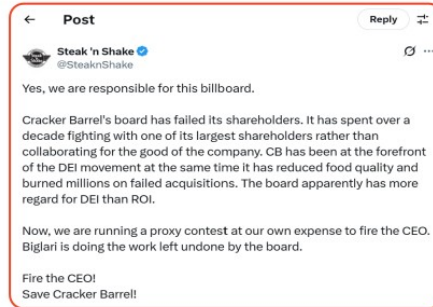 Post
Reply
Steak 'n Shake
@SteaknShake
Yes, we are responsible for this billboard.
Cracker Barrel's board has failed its shareholders. It has spent over a
decade fighting with one of its largest shareholders rather than
collaborating for the good of the company. CB has been at the forefront
of the DEI movement at the same time it has reduced food quality and
burned millions on failed acquisitions. The board apparently has more
regard for DEI than ROI.
Now, we are running a proxy contest at our own expense to fire the CEO.
Biglari is doing the work left undone by the board.
Fire the CEO!
Save Cracker Barrel!